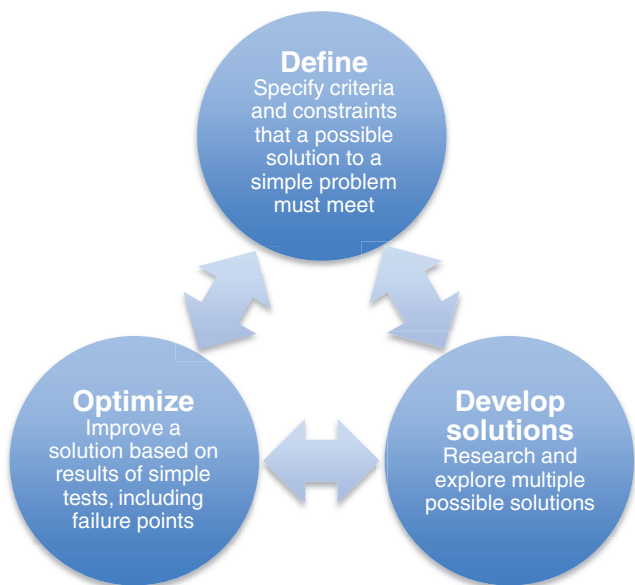 Define
Specify criteria
and constraints
that a possible
solution to a
simple problem
must meet
Optimize
Improve a
solution based on
results of simple
tests, including
failure points
Develop
solutions
Research and
explore multiple
possible solutions